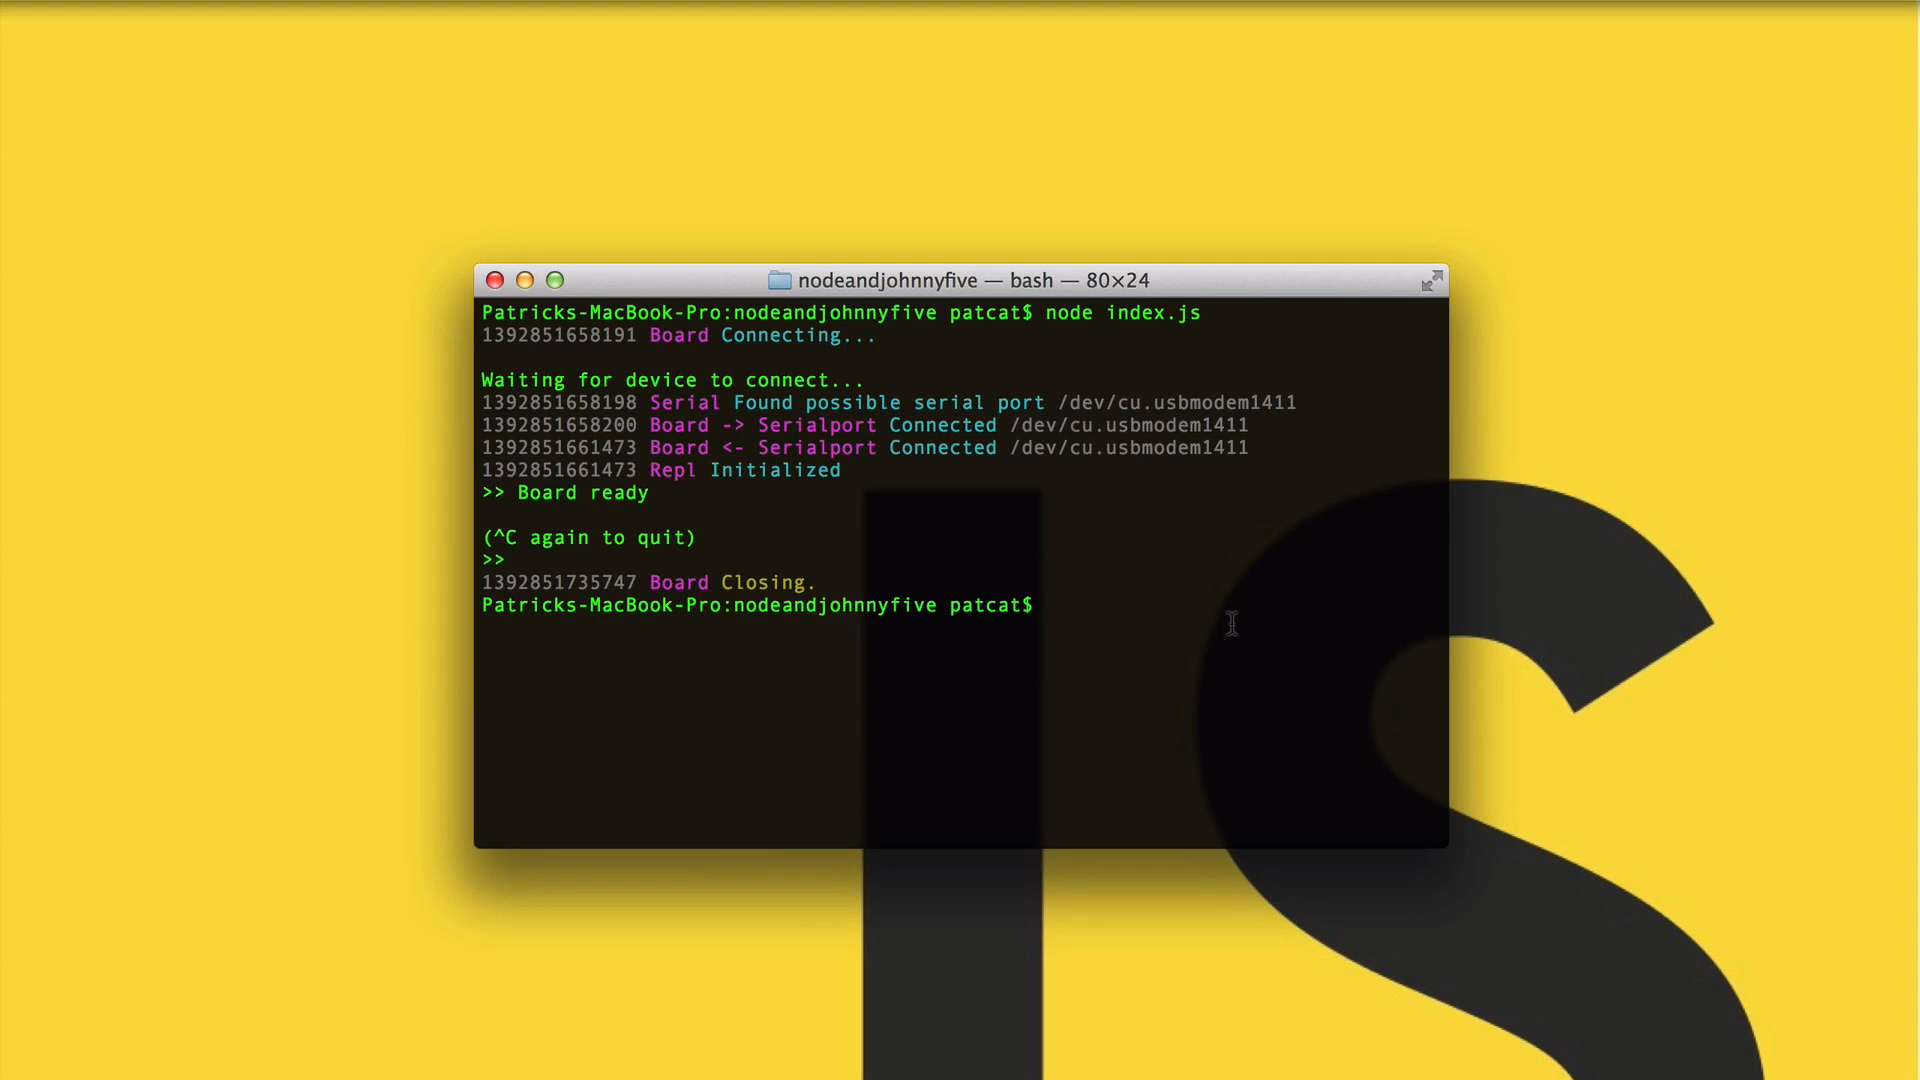 nodeandjohnnyfive — bash — 80×24
Patricks-MacBook-Pro:nodeandjohnnyfive patcat$ node index.js
1392851658191 Board Connecting...
Waiting for device to connect...
1392851658198 Serial Found possible serial port /dev/cu.usbmodem1411
1392851658200 Board -> Serialport Connected /dev/cu.usbmodem1411
1392851661473 Board <- Serialport Connected /dev/cu.usbmodem1411
1392851661473 Repl Initialized
>> Board ready
(^C again to quit)
>>
1392851735747 Board Closing.
Patricks-MacBook-Pro:nodeandjohnnyfive patcat$
JS